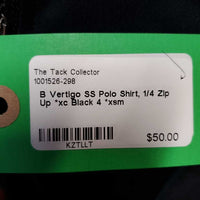 The Tack Collector
1001526-298
B Vertigo SS Polo Shirt, 1/4 Zip
Up *xc Black 4 *xsm
$50.00
KZTLLT